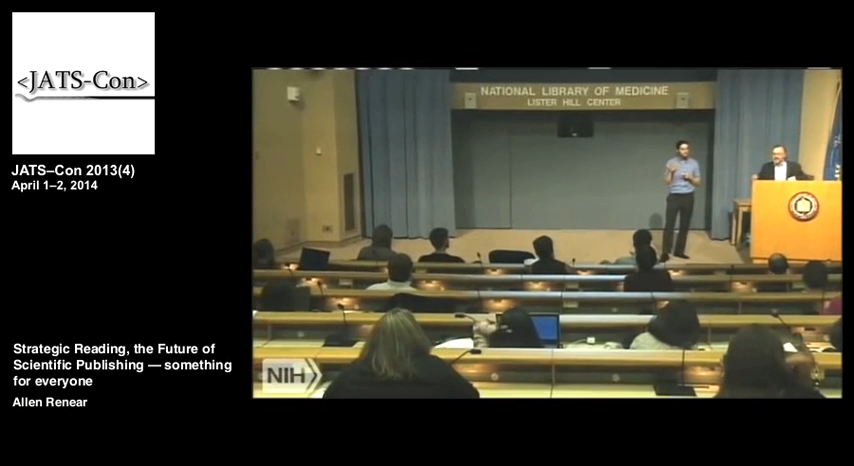 <JATS-Con>
JATS–Con 2013(4)
April 1–2, 2014
NATIONAL LIBRARY OF MEDICINE
LISTER HILL CENTER
Strategic Reading, the Future of
Scientific Publishing — something
for everyone
Allen Renear
NIH